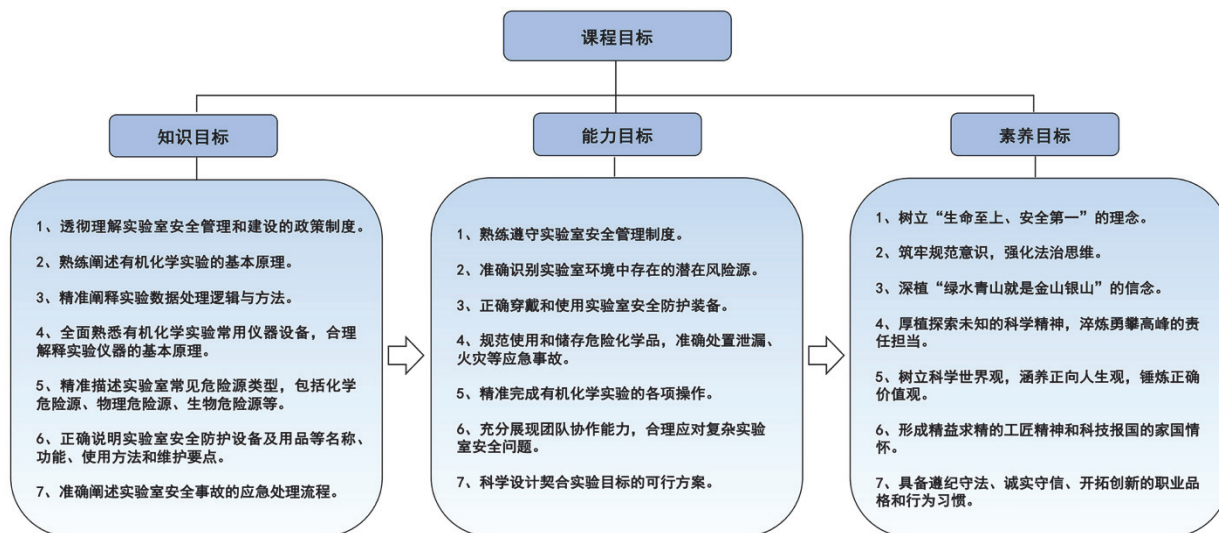 课程目标
知识目标
1、透彻理解实验室安全管理和建设的政策制度。
2、熟练阐述有机化学实验的基本原理。
3、精准阐释实验数据处理逻辑与方法。
4、全面熟悉有机化学实验常用仪器设备，合理
解释实验仪器的基本原理。
5、精准描述实验室常见危险源类型，包括化学
危险源、物理危险源、生物危险源等。
6、正确说明实验室安全防护设备及用品等名称、
功能、使用方法和维护要点。
7、准确阐述实验室安全事故的应急处理流程。
能力目标
1、熟练遵守实验室安全管理制度。
2、准确识别实验室环境中存在的潜在风险源。
3、正确穿戴和使用实验室安全防护装备。
4、规范使用和储存危险化学品，准确处置泄漏、
火灾等应急事故。
5、精准完成有机化学实验的各项操作。
6、充分展现团队协作能力，合理应对复杂实验
室安全问题。
7、科学设计契合实验目标的可行方案。
素养目标
1、树立“生命至上、安全第一”的理念。
2、筑牢规范意识，强化法治思维。
3、深植“绿水青山就是金山银山”的信念。
4、厚植探索未知的科学精神，淬炼勇攀高峰的责
任担当。
5、树立科学世界观，涵养正向人生观，锤炼正确
价值观。
6、形成精益求精的工匠精神和科技报国的家国情
怀。
7、具备遵纪守法、诚实守信、开拓创新的职业品
格和行为习惯。